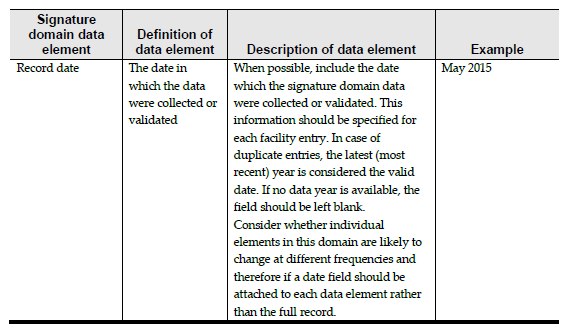 Signature
domain data
element
Definition of
data element
Description of data element
Example
Record date
The date in
which the data
were collected or
validated
When possible, include the date
which the signature domain data
were collected or validated. This
information should be specified for
each facility entry. In case of
duplicate entries, the latest (most
recent) year is considered the valid
date. If no data year is available, the
field should be left blank.
Consider whether individual
elements in this domain are likely to
change at different frequencies and
therefore if a date field should be
attached to each data element rather
than the full record.
May 2015